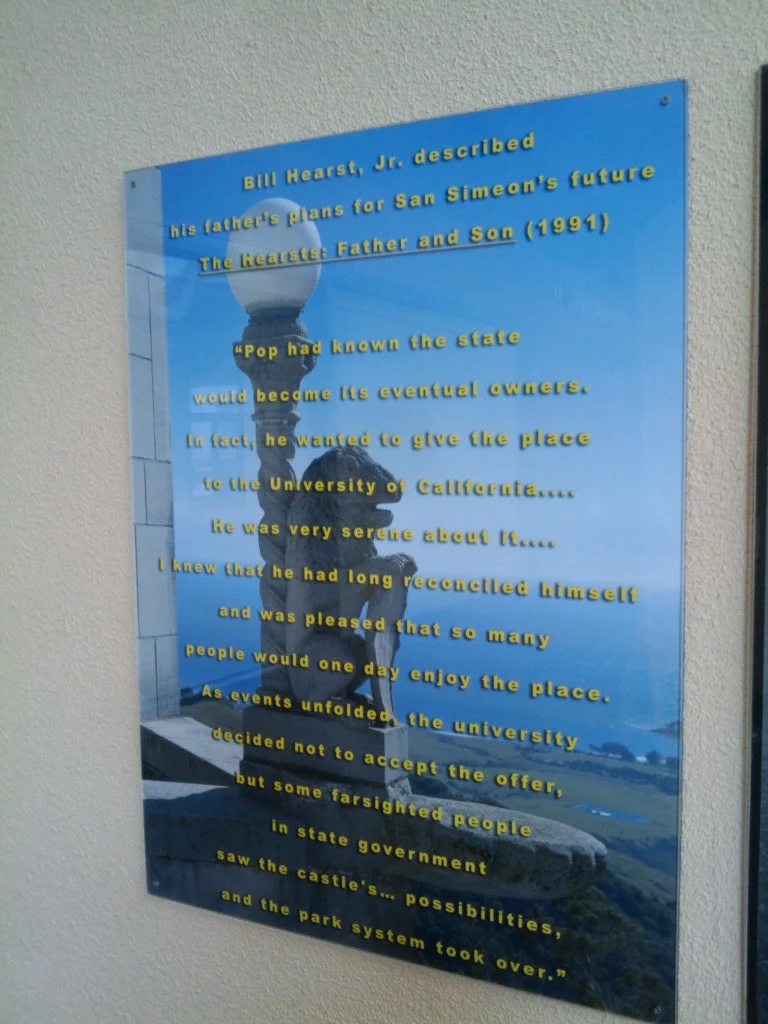 Bill Hearst, Jr. described
his father's plans for San Simeon's future
The Hearsts: Father and Son (1991)
“Pop had known the state
would become its eventual owners.
In fact, he wanted to give the place
to the University of California....
He was very serene about it....
I knew that he had long reconciled himself
and was pleased that so many
people would one day enjoy the place.
As events unfolded, the university
decided not to accept the offer,
but some farsighted people
in state government
saw the castle's... possibilities,
and the park system took over.”